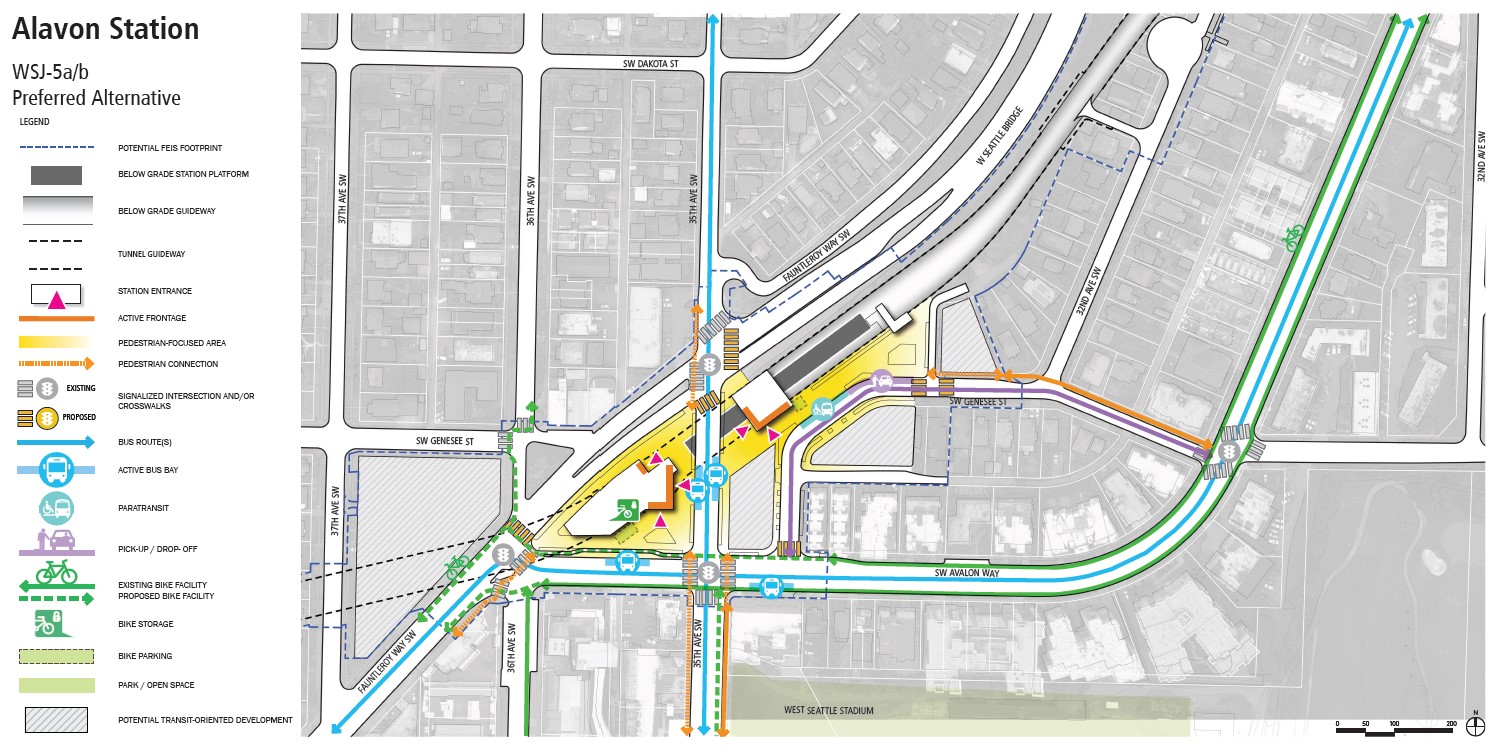 Alavon Station
WSJ-5a/b
Preferred Alternative
LEGEND
POTENTIAL FEIS FOOTPRINT
BELOW GRADE STATION PLATFORM
BELOW GRADE GUIDEWAY
TUNNEL GUIDEWAY
STATION ENTRANCE
ACTIVE FRONTAGE
PEDESTRIAN-FOCUSED AREA
PEDESTRIAN CONNECTION
EXISTING
SIGNALIZED INTERSECTION AND/OR
CROSSWALKS
PROPOSED
BUS ROUTE(S)
ACTIVE BUS BAY
PARATRANSIT
PICK-UP / DROP- OFF
EXISTING BIKE FACILITY
PROPOSED BIKE FACILITY
BIKE STORAGE
BIKE PARKING
PARK / OPEN SPACE
POTENTIAL TRANSIT-ORIENTED DEVELOPMENT
SW DAKOTA ST
W SEATTLE BRIDGE
37TH AVE SW
36TH AVE SW
35TH AVE SW
32ND AVE SW
FAUNTLEROY WAY SW
32ND AVE SW
SW GENESEE ST
SW GENESEE ST
37TH AVE SW
SW AVALON WAY
FAUNTLEROY WAY SW
36TH AVE SW
35TH AVE SW
WEST SEATTLE STADIUM
0 50 100 200
N